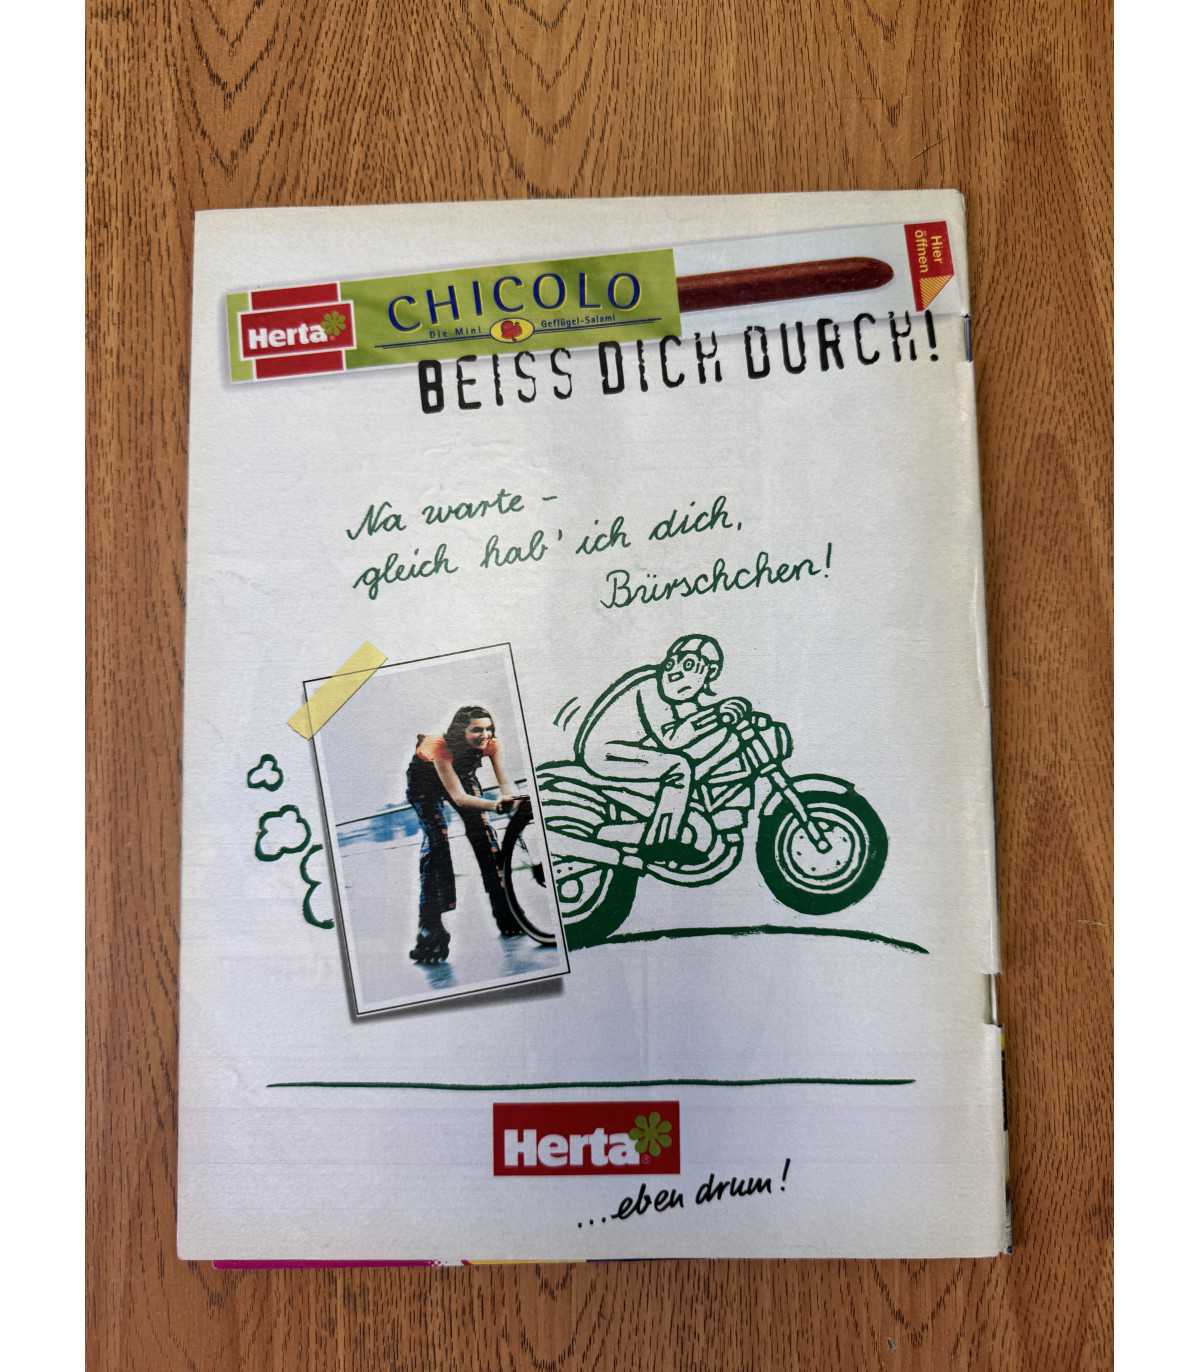 Hier
öffnen
CHICOLO
Herta
Die Mini Geflügel-Salami
BEISS DICH DURCH!
Na warte -
gleich hab' ich dich,
Bürschchen!
Herta®
...eben drum!